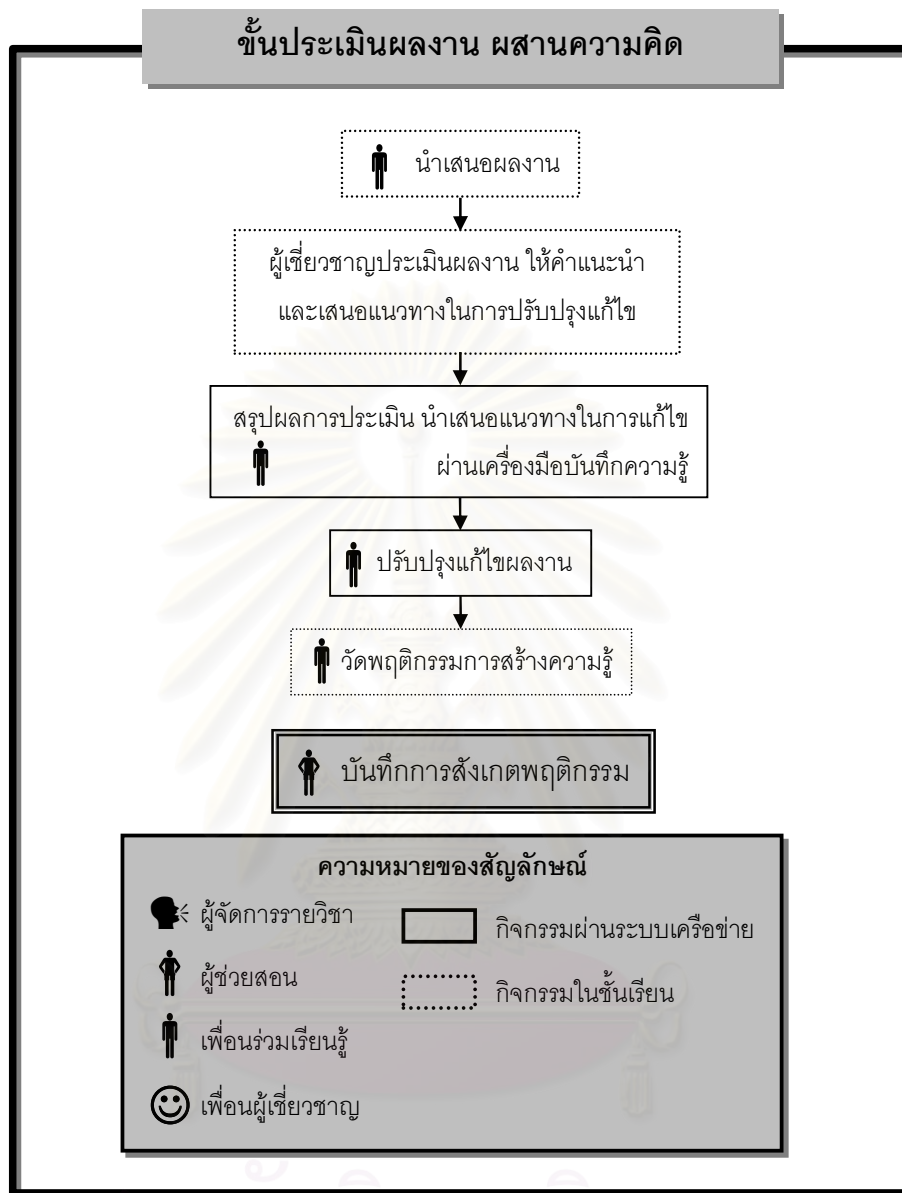 ขั้นประเมินผลงาน ผสานความคิด
นำเสนอผลงาน
ผู้เชี่ยวชาญประเมินผลงาน ให้คำแนะนำ
และเสนอแนวทางในการปรับปรุงแก้ไข
สรุปผลการประเมิน นำเสนอแนวทางในการแก้ไข
ผ่านเครื่องมือบันทึกความรู้
ปรับปรุงแก้ไขผลงาน
วัดพฤติกรรมการสร้างความรู้
บันทึกการสังเกตพฤติกรรม
ความหมายของสัญลักษณ์
ผู้จัดการรายวิชา
กิจกรรมผ่านระบบเครือข่าย
ผู้ช่วยสอน
กิจกรรมในชั้นเรียน
เพื่อนร่วมเรียนรู้
เพื่อนผู้เชี่ยวชาญ